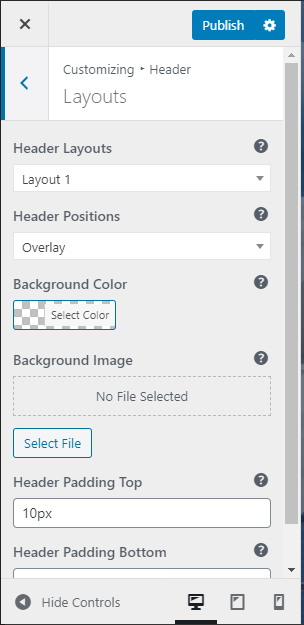 Publish
Customizing ▸ Header
Layouts
Header Layouts
Layout 1
Header Positions
Overlay
Background Color
Select Color
Background Image
No File Selected
Select File
Header Padding Top
10px
Header Padding Bottom
Hide Controls